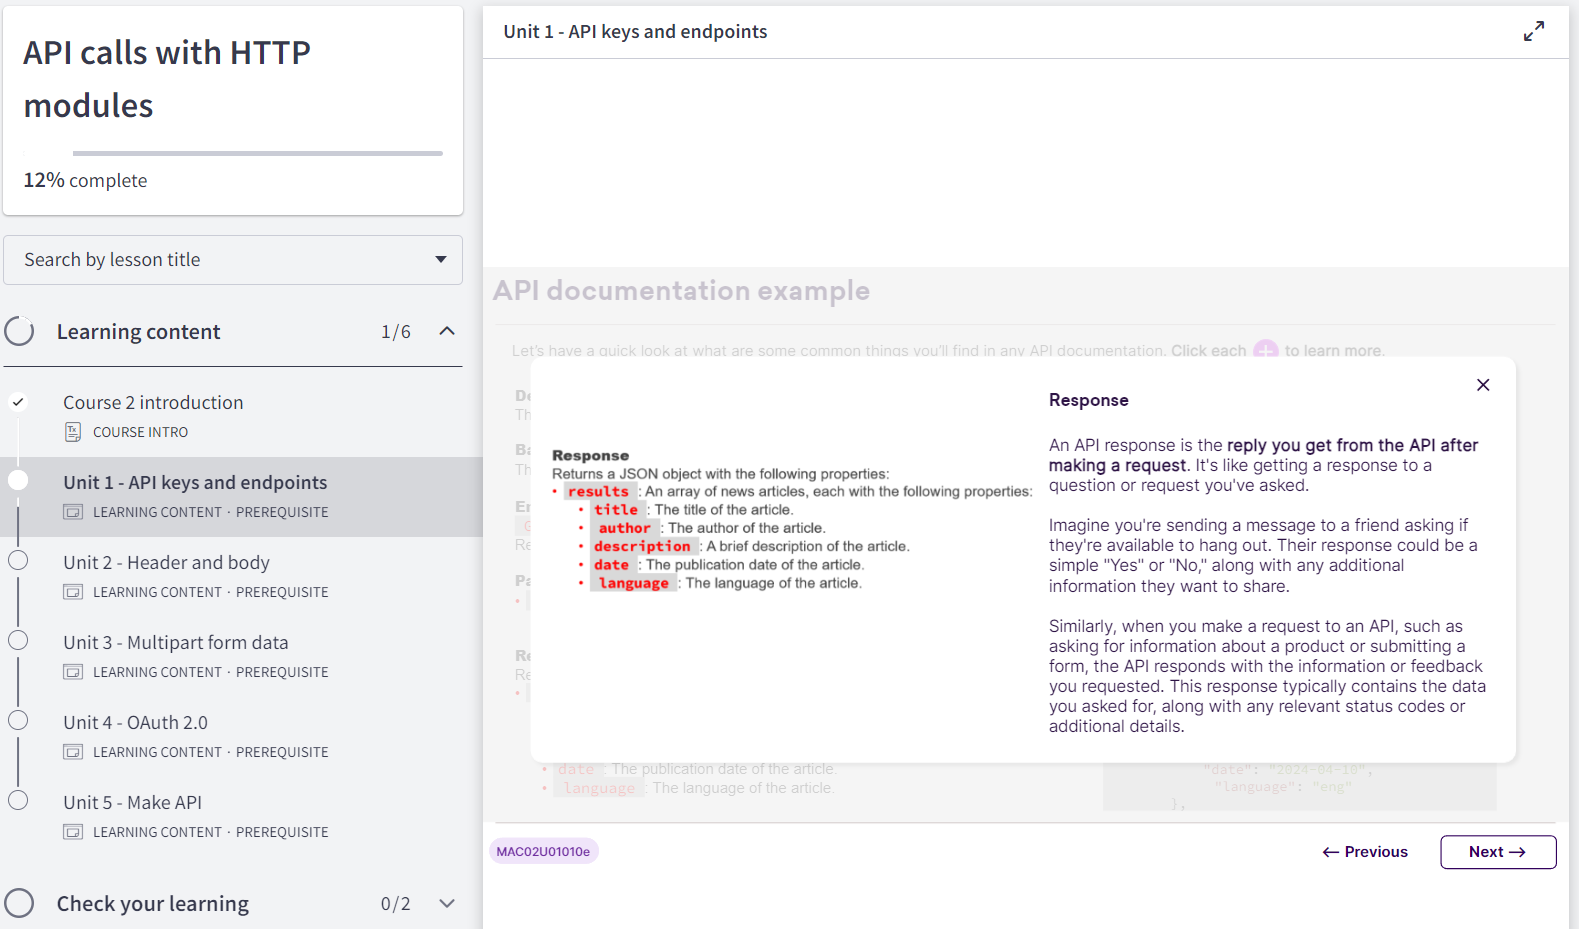 API calls with HTTP
modules
12% complete
Search by lesson title
Learning content 1/6
Course 2 introduction
COURSE INTRO
Unit 1 - API keys and endpoints
LEARNING CONTENT · PREREQUISITE
Unit 2 - Header and body
LEARNING CONTENT · PREREQUISITE
Unit 3 - Multipart form data
LEARNING CONTENT · PREREQUISITE
Unit 4 - OAuth 2.0
LEARNING CONTENT · PREREQUISITE
Unit 5 - Make API
LEARNING CONTENT · PREREQUISITE
Check your learning 0/2
Unit 1 - API keys and endpoints
API documentation example
Let's have a quick look at what are some common things you'll find in any API documentation. Click each + to learn more.
Response
Returns a JSON object with the following properties:
• results : An array of news articles, each with the following properties:
• title : The title of the article.
• author : The author of the article.
• description : A brief description of the article.
• date : The publication date of the article.
• language : The language of the article.
Response
An API response is the reply you get from the API after
making a request. It's like getting a response to a
question or request you've asked.
Imagine you're sending a message to a friend asking if
they're available to hang out. Their response could be a
simple "Yes" or "No," along with any additional
information they want to share.
Similarly, when you make a request to an API, such as
asking for information about a product or submitting a
form, the API responds with the information or feedback
you requested. This response typically contains the data
you asked for, along with any relevant status codes or
additional details.
• date : The publication date of the article.
• language : The language of the article.
"date": "2024-04-10",
"language": "eng"
},
MAC02U01010e
← Previous
Next →